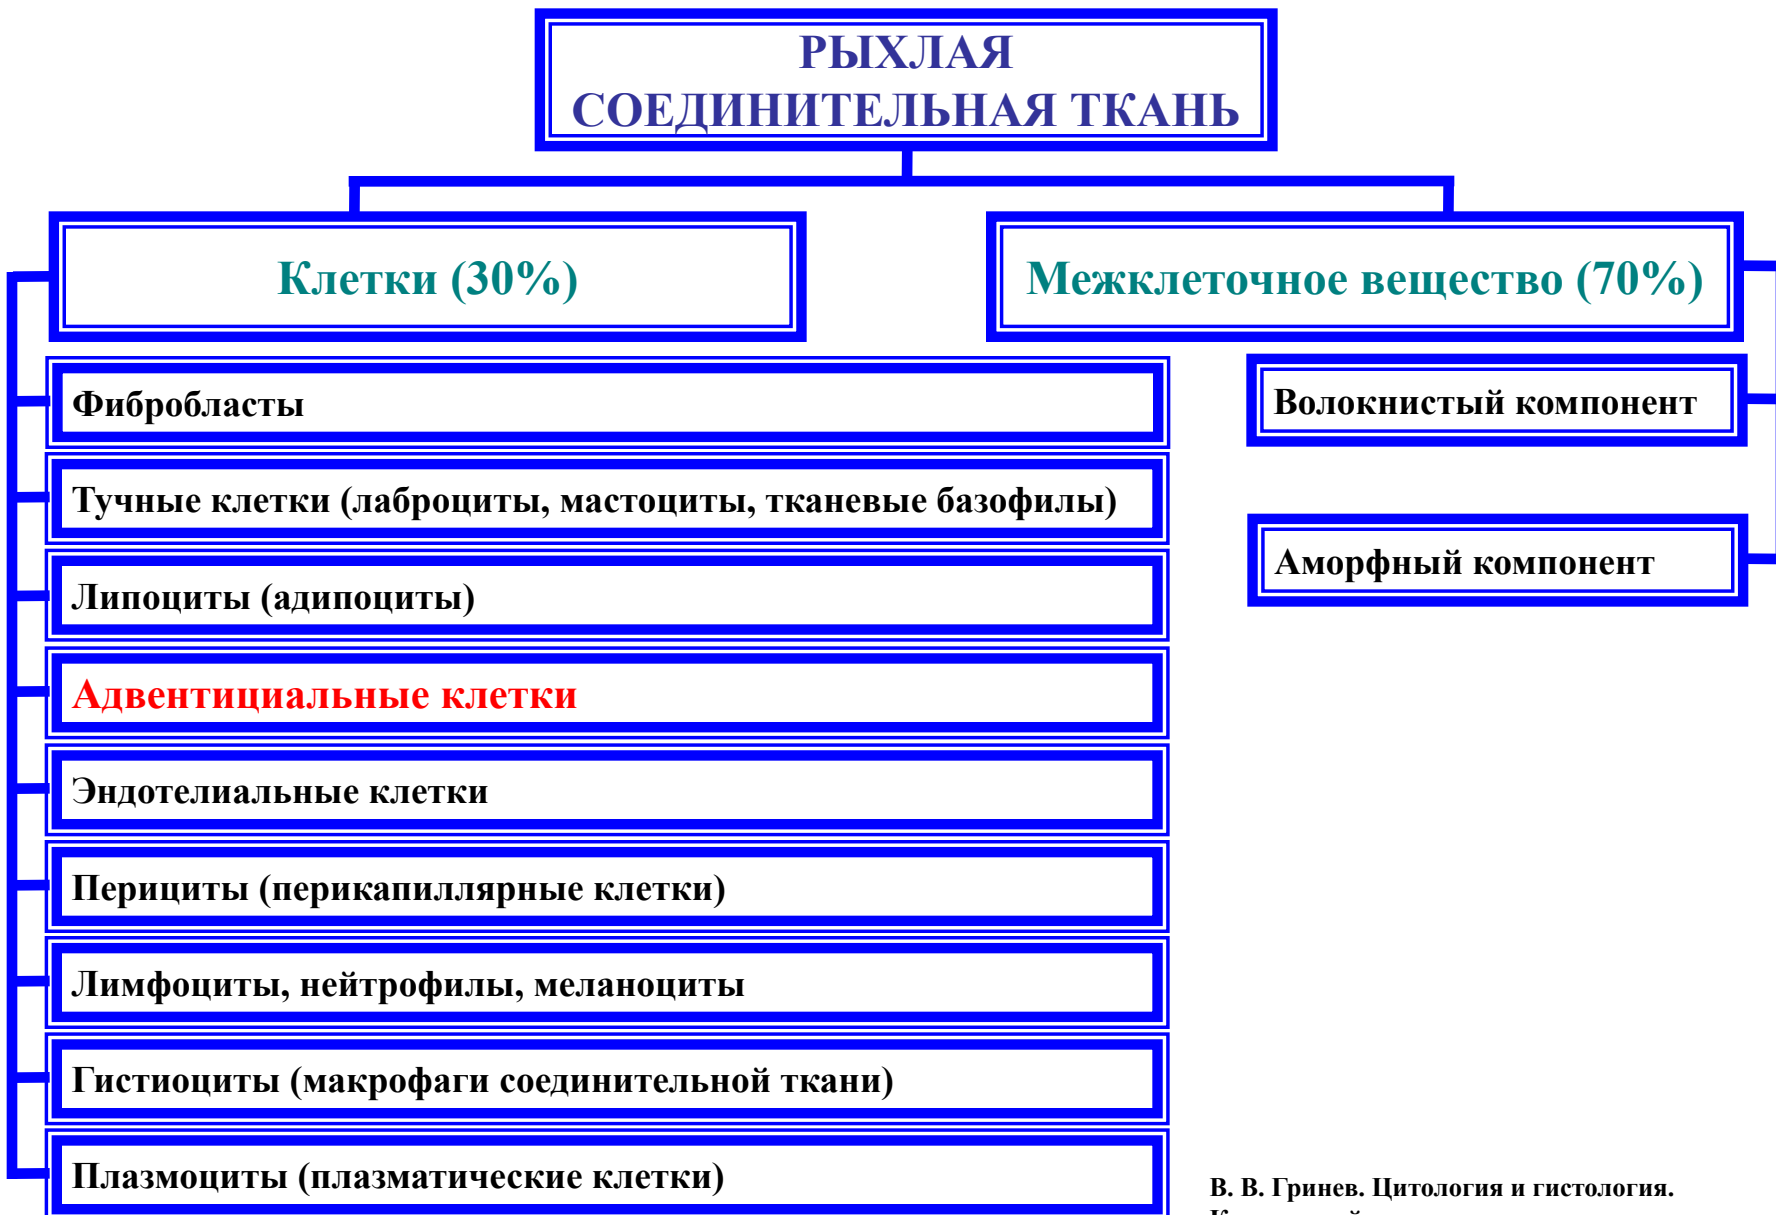 РЫХЛАЯ
СОЕДИНИТЕЛЬНАЯ ТКАНЬ
Клетки (30%)
Межклеточное вещество (70%)
Фибробласты
Тучные клетки (лаброциты, мастоциты, тканевые базофилы)
Липоциты (адипоциты)
Адвентициальные клетки
Эндотелиальные клетки
Перициты (перикапиллярные клетки)
Лимфоциты, нейтрофилы, меланоциты
Гистиоциты (макрофаги соединительной ткани)
Плазмоциты (плазматические клетки)
Волокнистый компонент
Аморфный компонент
В. В. Гринев. Цитология и гистология.